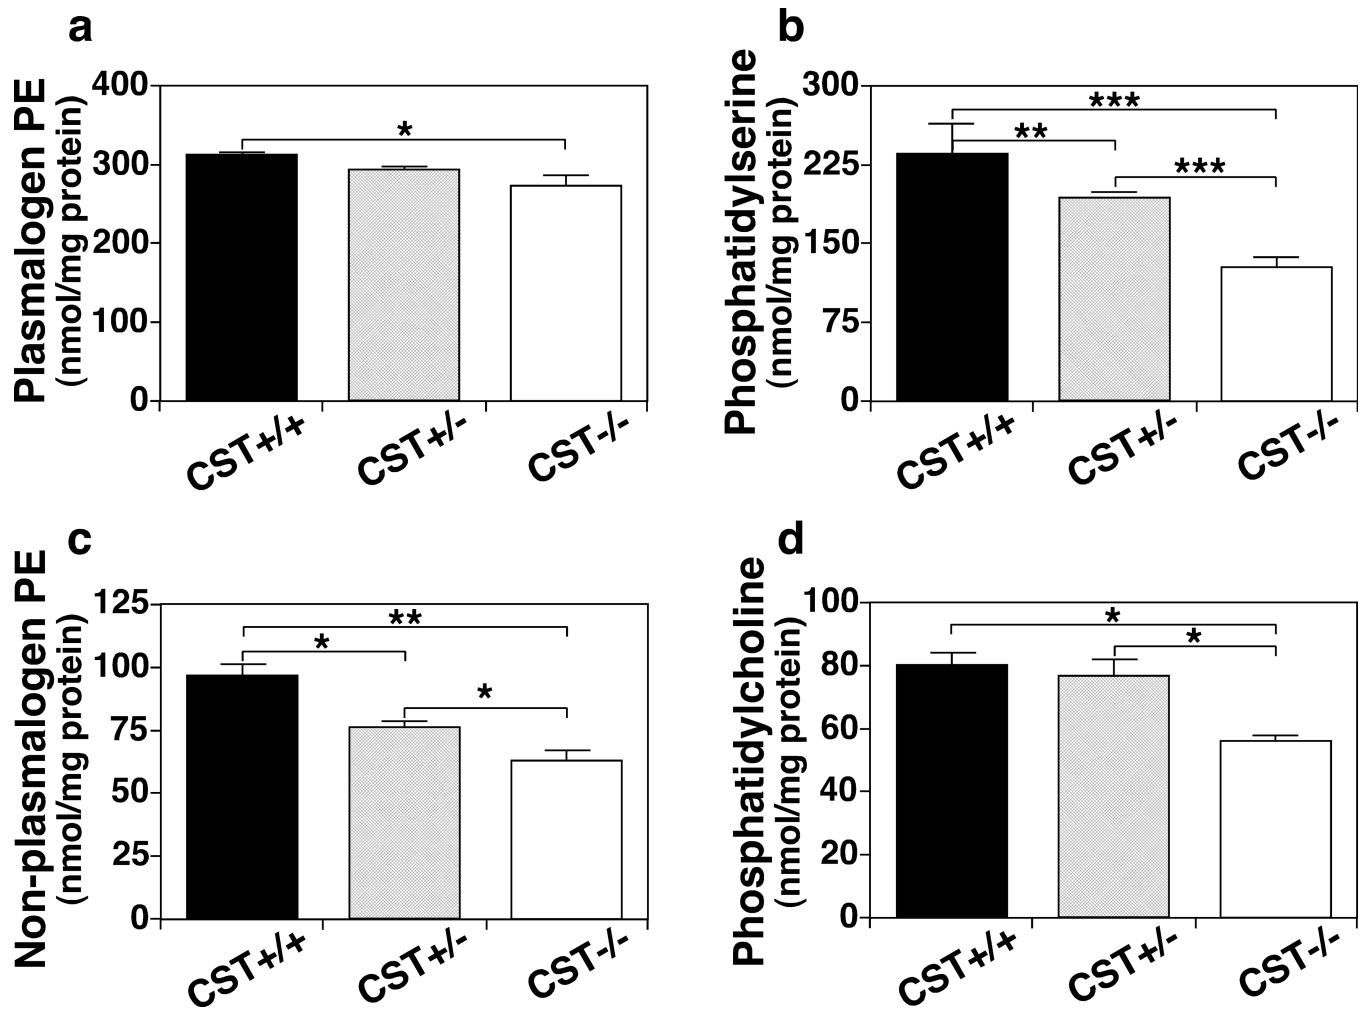 a
Plasmalogen PE
(nmol/mg protein)
400
300
200
100
0
*
CST+/+
CST+/-
CST-/-
b
Phosphatidylserine
(nmol/mg protein)
300
225
150
75
0
***
**
***
CST+/+
CST+/-
CST-/-
c
Non-plasmalogen PE
(nmol/mg protein)
125
100
75
50
25
0
**
*
*
CST+/+
CST+/-
CST-/-
d
Phosphatidylcholine
(nmol/mg protein)
100
80
60
40
20
0
*
*
CST+/+
CST+/-
CST-/-